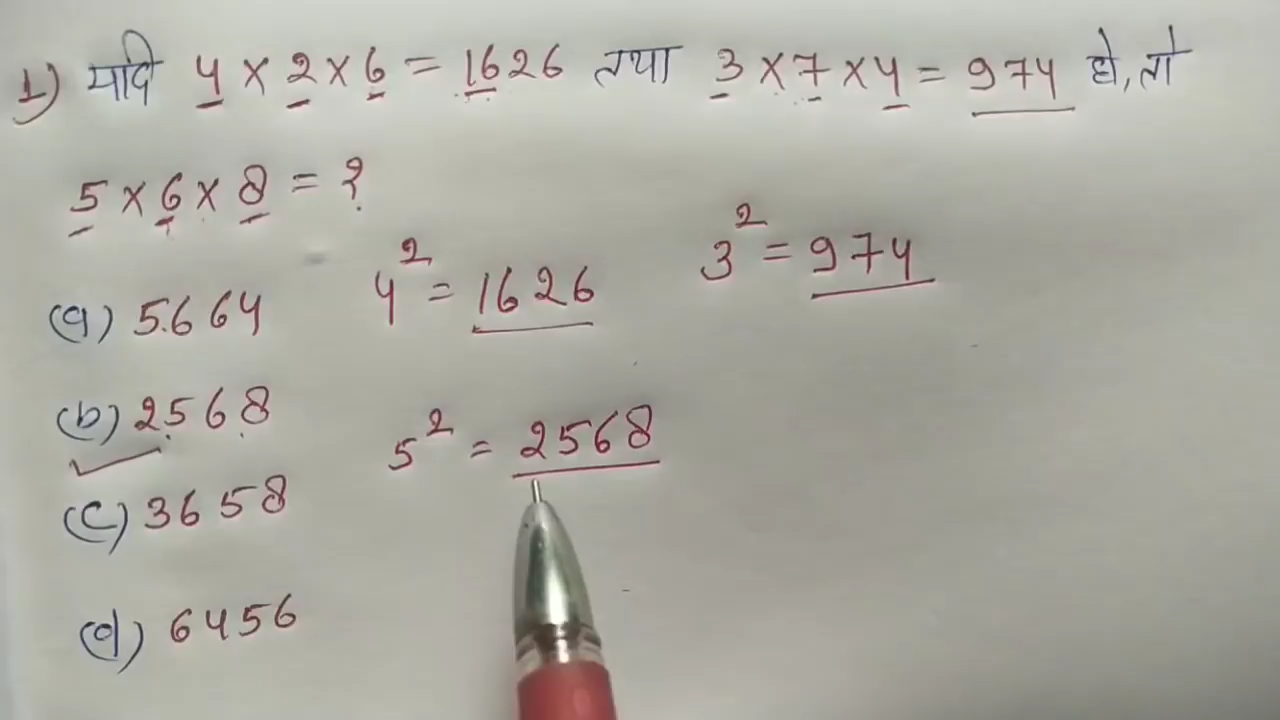 1) यदि 4 × 2 × 6 = 1626 तथा 3 × 7 × 4 = 974 हो, तो
5 × 6 × 8 = ?
4² = 1626
3² = 974
(a) 5664
(b) 2568
5² = 2568
(c) 3658
(d) 6456